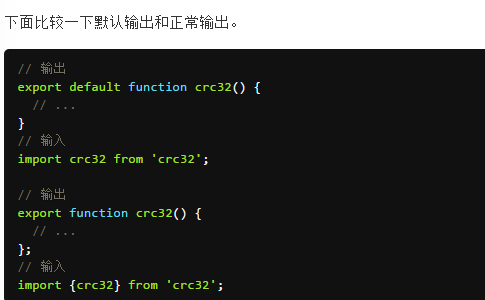 下面比较一下默认输出和正常输出。
// 输出
export default function crc32() {
  // ...
}
// 输入
import crc32 from 'crc32';

// 输出
export function crc32() {
  // ...
};
// 输入
import {crc32} from 'crc32';